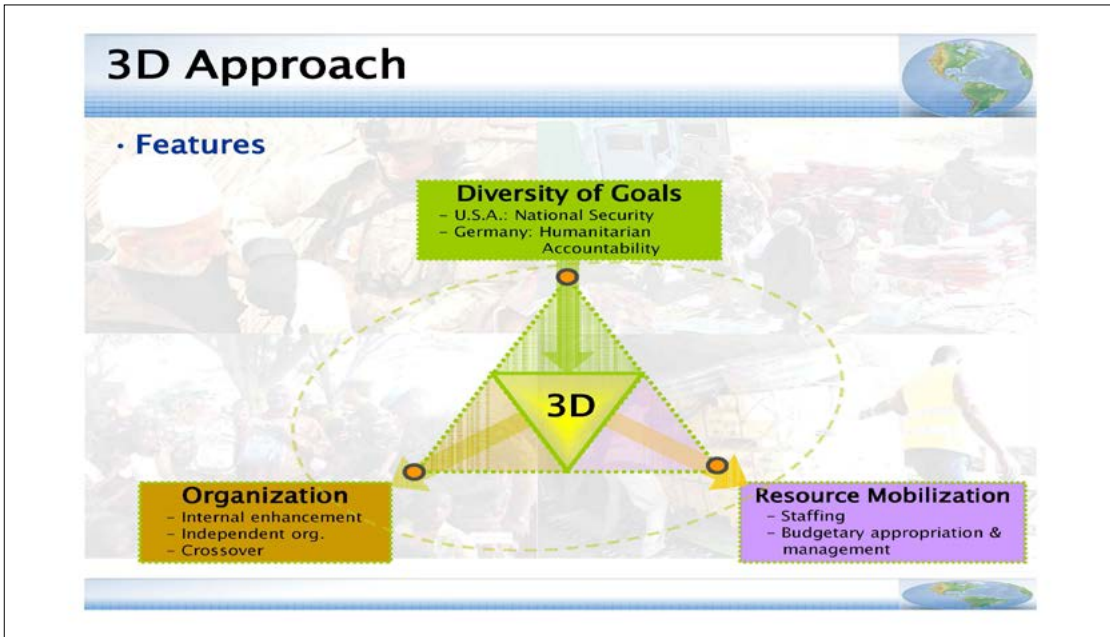 3D Approach
• Features
Diversity of Goals
– U.S.A.: National Security
– Germany: Humanitarian
Accountability
3D
Organization
– Internal enhancement
– Independent org.
– Crossover
Resource Mobilization
– Staffing
– Budgetary appropriation &
management